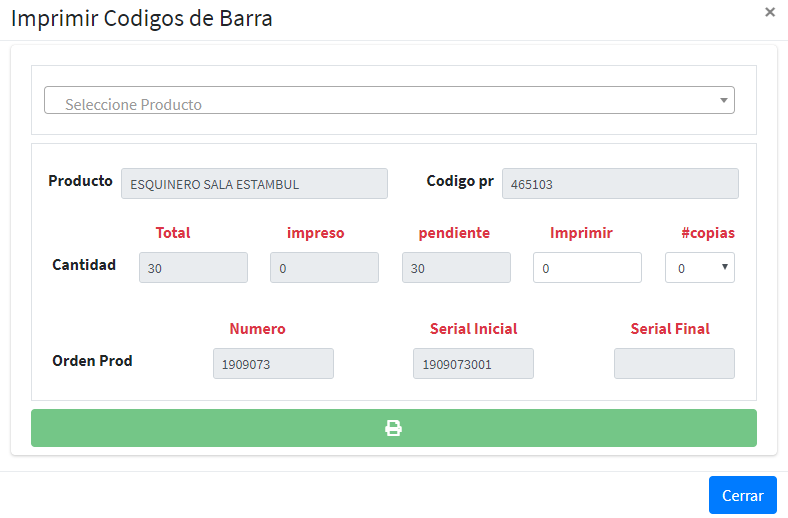 Imprimir Codigos de Barra ×
Seleccione Producto
Producto ESQUINERO SALA ESTAMBUL Codigo pr 465103
Total impreso pendiente Imprimir #copias
Cantidad 30 0 30 0 0
Numero Serial Inicial Serial Final
Orden Prod 1909073 1909073001
Cerrar